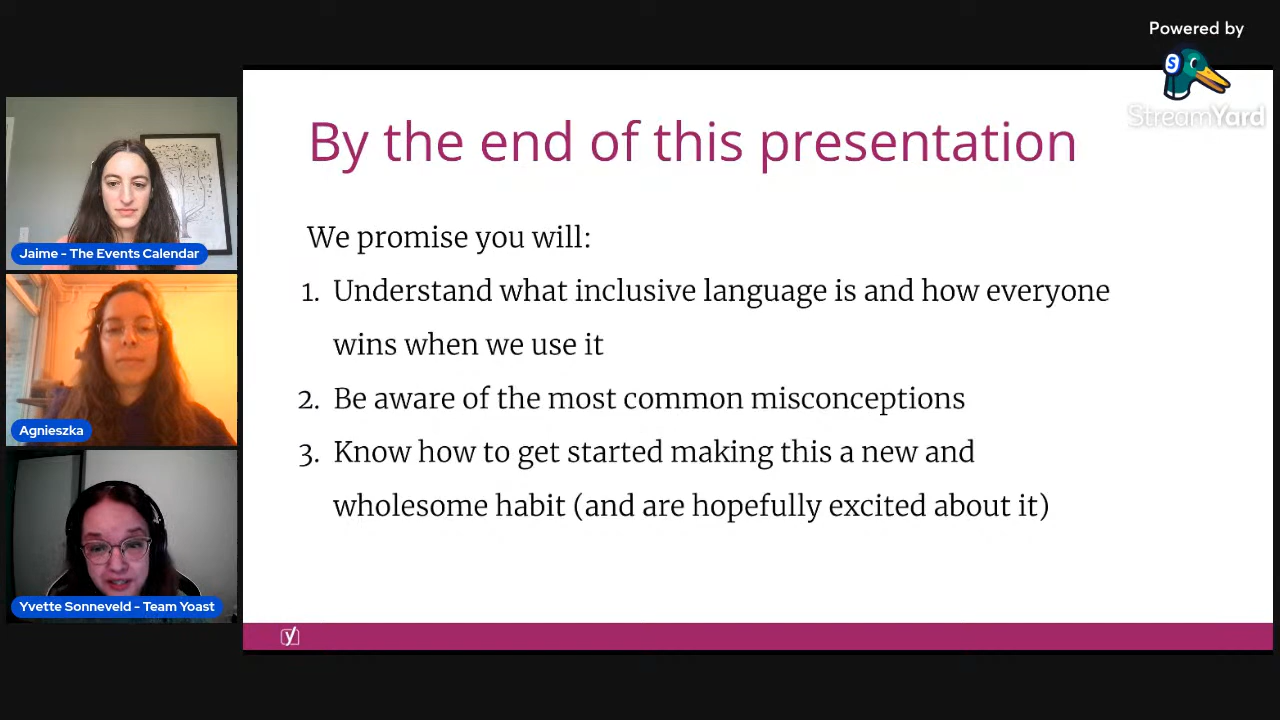 Powered by
S
StreamYard
By the end of this presentation
We promise you will:
1. Understand what inclusive language is and how everyone
wins when we use it
2. Be aware of the most common misconceptions
3. Know how to get started making this a new and
wholesome habit (and are hopefully excited about it)
y
Jaime - The Events Calendar
Agnieszka
Yvette Sonneveld - Team Yoast